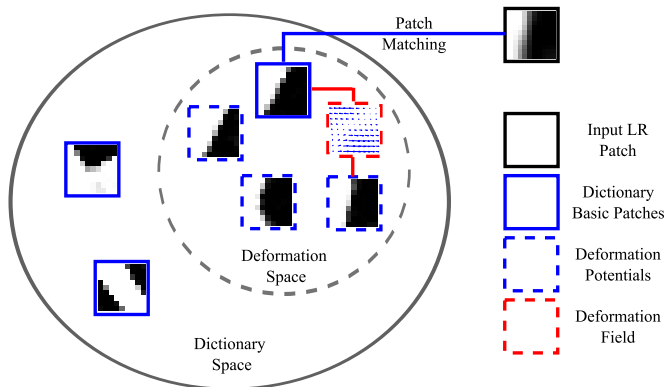 Patch
Matching
Input LR
Patch
Dictionary
Basic Patches
Deformation
Space
Deformation
Potentials
Deformation
Field
Dictionary
Space